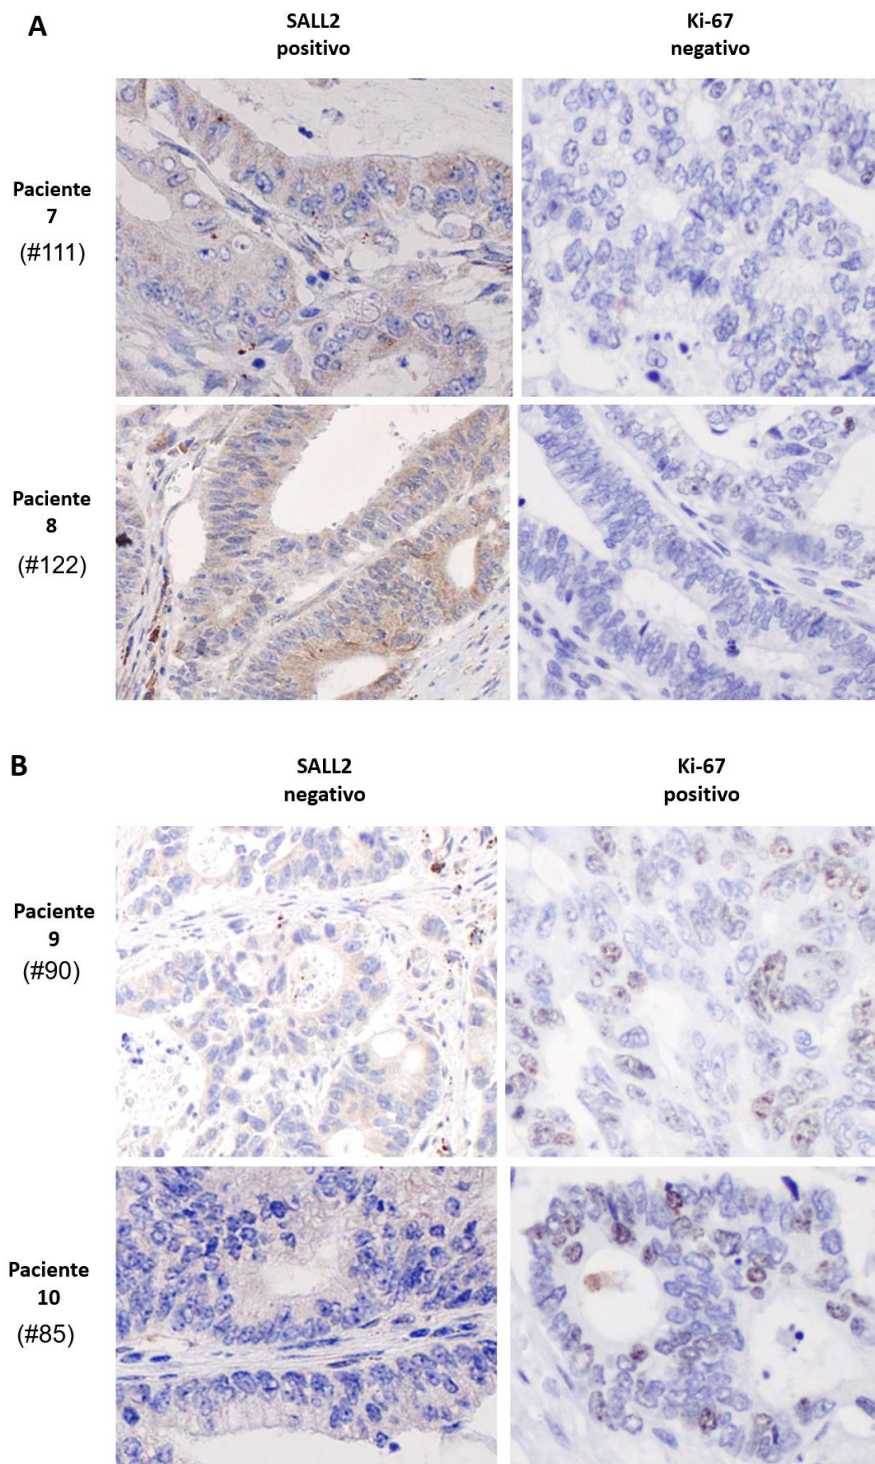 A
SALL2
positivo
Ki-67
negativo
Paciente
7
(#111)
Paciente
8
(#122)
B
SALL2
negativo
Ki-67
positivo
Paciente
9
(#90)
Paciente
10
(#85)